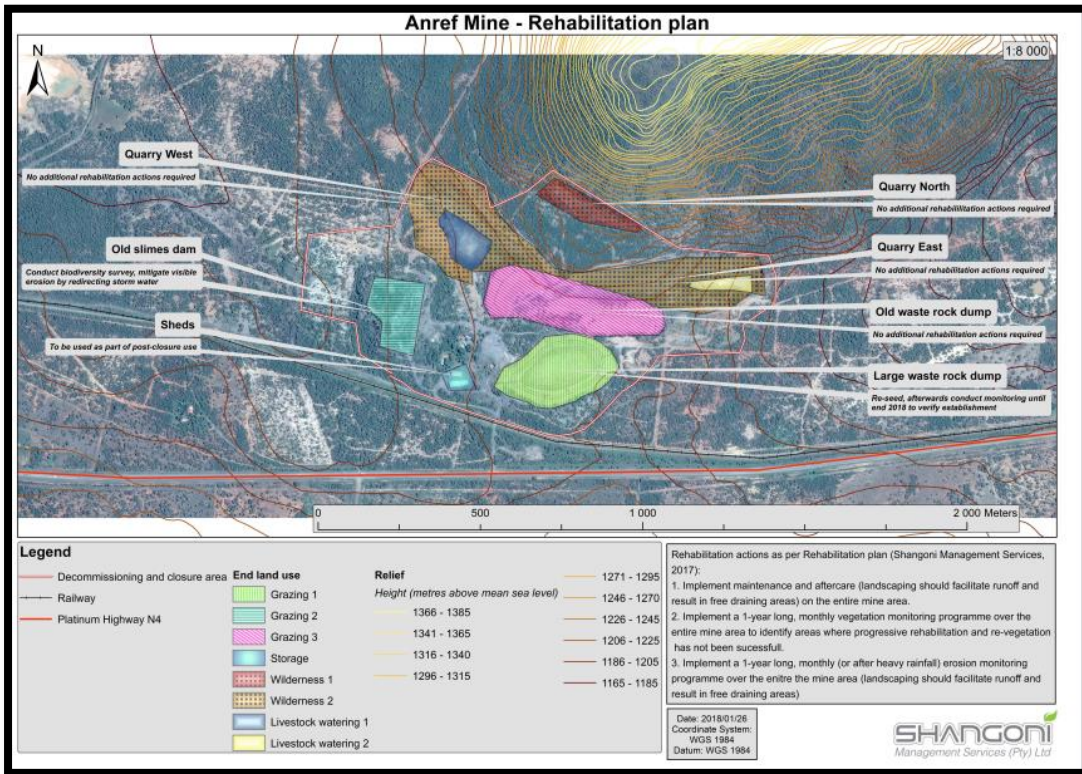 Anref Mine - Rehabilitation plan
N
1:8 000
Quarry West
No additional rehabilitation actions required
Old slimes dam
Conduct biodiversity survey, mitigate visible
erosion by redirecting storm water
Sheds
To be used as part of post-closure use
Quarry North
No additional rehabililitation actions required
Quarry East
No additional rehabilitation actions required
Old waste rock dump
No additional rehabilitation actions required
Large waste rock dump
Re-seed, afterwards conduct monitoring until
end 2018 to verify establishment
0 500 1 000 2 000 Meters
Legend
Decommissioning and closure area
Railway
Platinum Highway N4
End land use
Grazing 1
Grazing 2
Grazing 3
Storage
Wilderness 1
Wilderness 2
Livestock watering 1
Livestock watering 2
Relief
Height (metres above mean sea level)
1366 - 1385
1341 - 1365
1316 - 1340
1296 - 1315
1271 - 1295
1246 - 1270
1226 - 1245
1206 - 1225
1186 - 1205
1165 - 1185
Rehabilitation actions as per Rehabilitation plan (Shangoni Management Services,
2017):
1. Implement maintenance and aftercare (landscaping should facilitate runoff and
result in free draining areas) on the entire mine area.
2. Implement a 1-year long, monthly vegetation monitoring programme over the
entire mine area to identify areas where progressive rehabilitation and re-vegetation
has not been sucessfull.
3. Implement a 1-year long, monthly (or after heavy rainfall) erosion monitoring
programme over the enitre the mine area (landscaping should facilitate runoff and
result in free draining areas)
Date: 2018/01/26
Coordinate System:
WGS 1984
Datum: WGS 1984
SHANGONI
Management Services (Pty) Ltd